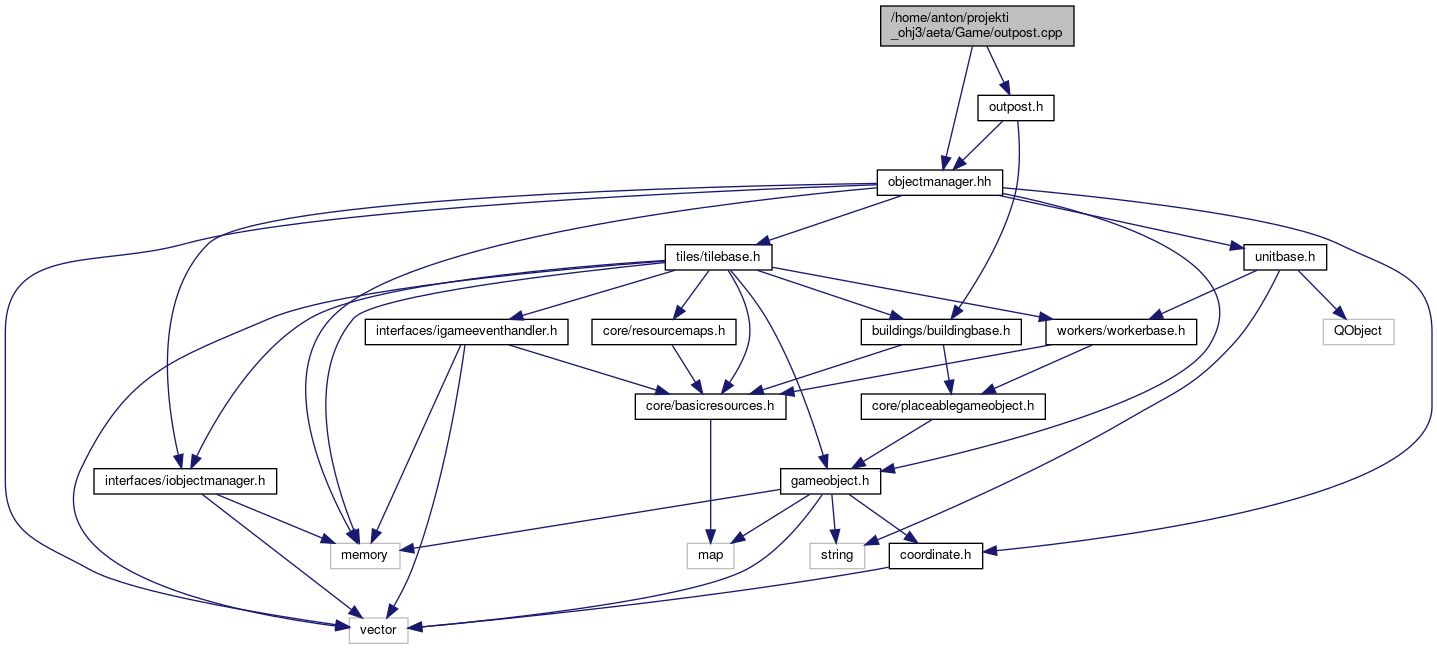 /home/anton/projekti
_ohj3/aeta/Game/outpost.cpp
outpost.h
objectmanager.hh
tiles/tilebase.h
unitbase.h
interfaces/igameeventhandler.h
core/resourcemaps.h
buildings/buildingbase.h
workers/workerbase.h
QObject
core/basicresources.h
core/placeablegameobject.h
interfaces/iobjectmanager.h
gameobject.h
memory
map
string
coordinate.h
vector